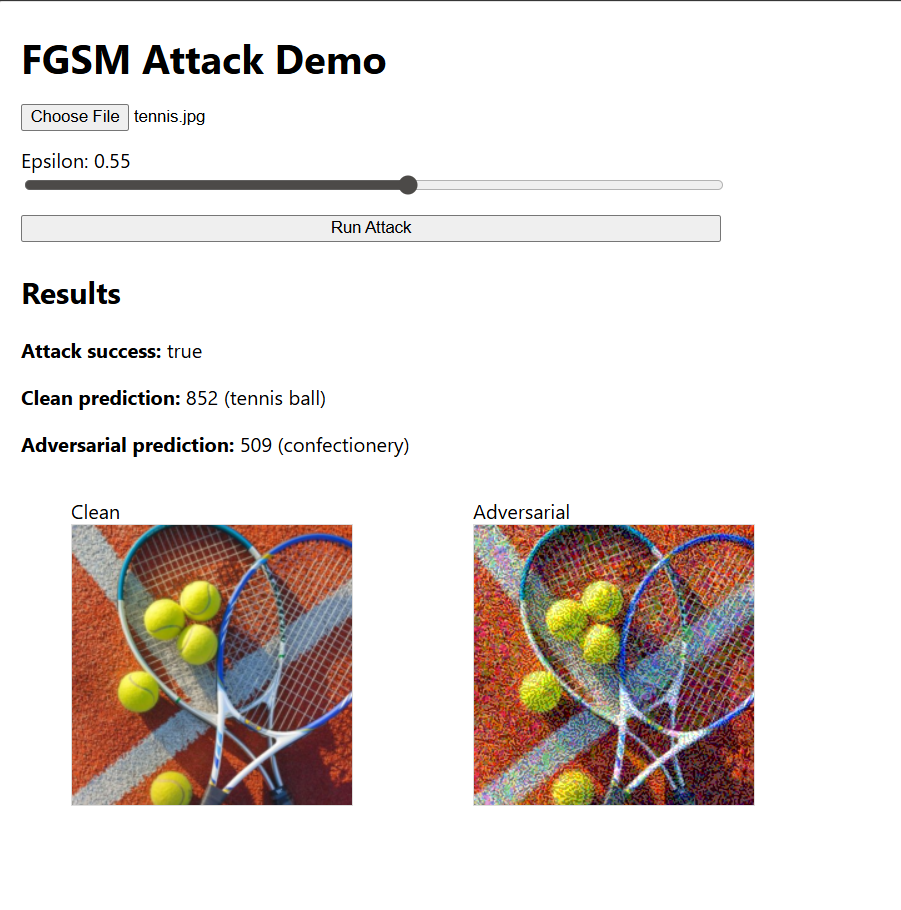 FGSM Attack Demo
Choose File tennis.jpg
Epsilon: 0.55
Run Attack
Results
Attack success: true
Clean prediction: 852 (tennis ball)
Adversarial prediction: 509 (confectionery)
Clean Adversarial